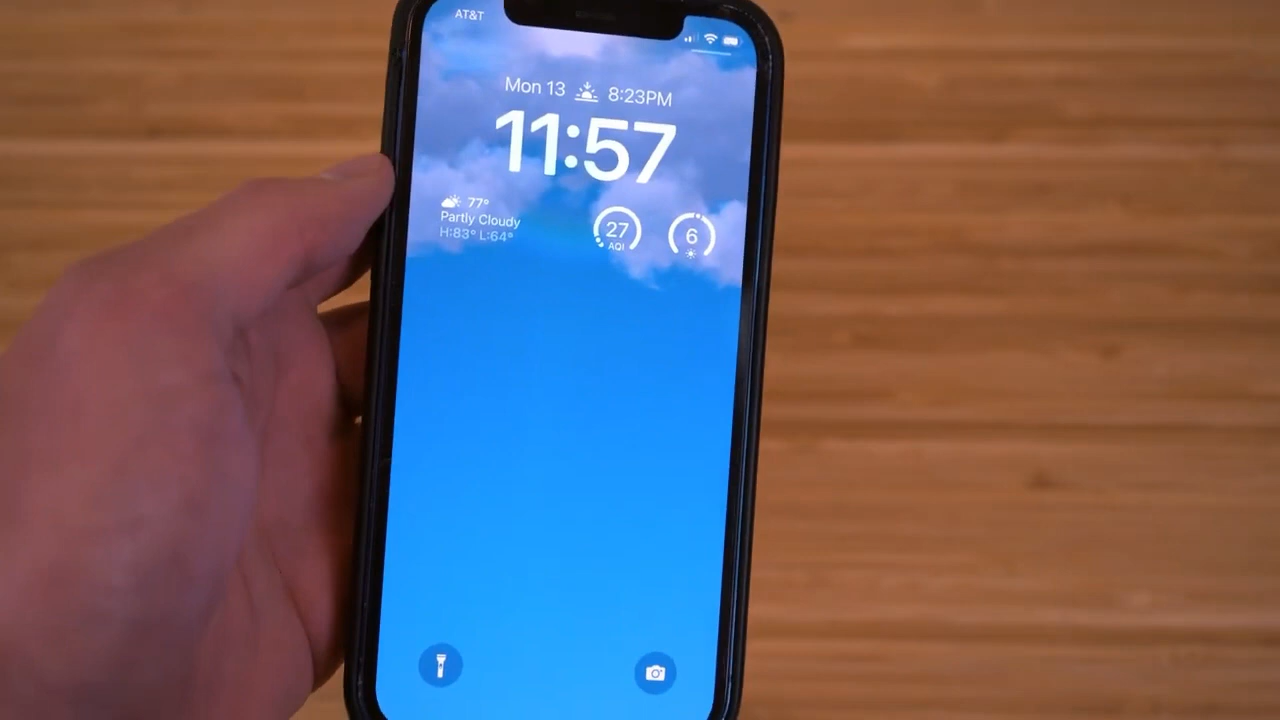 AT&T
Mon 13 8:23PM
11:57
77°
Partly Cloudy
H:83° L:64°
27
AQI
6